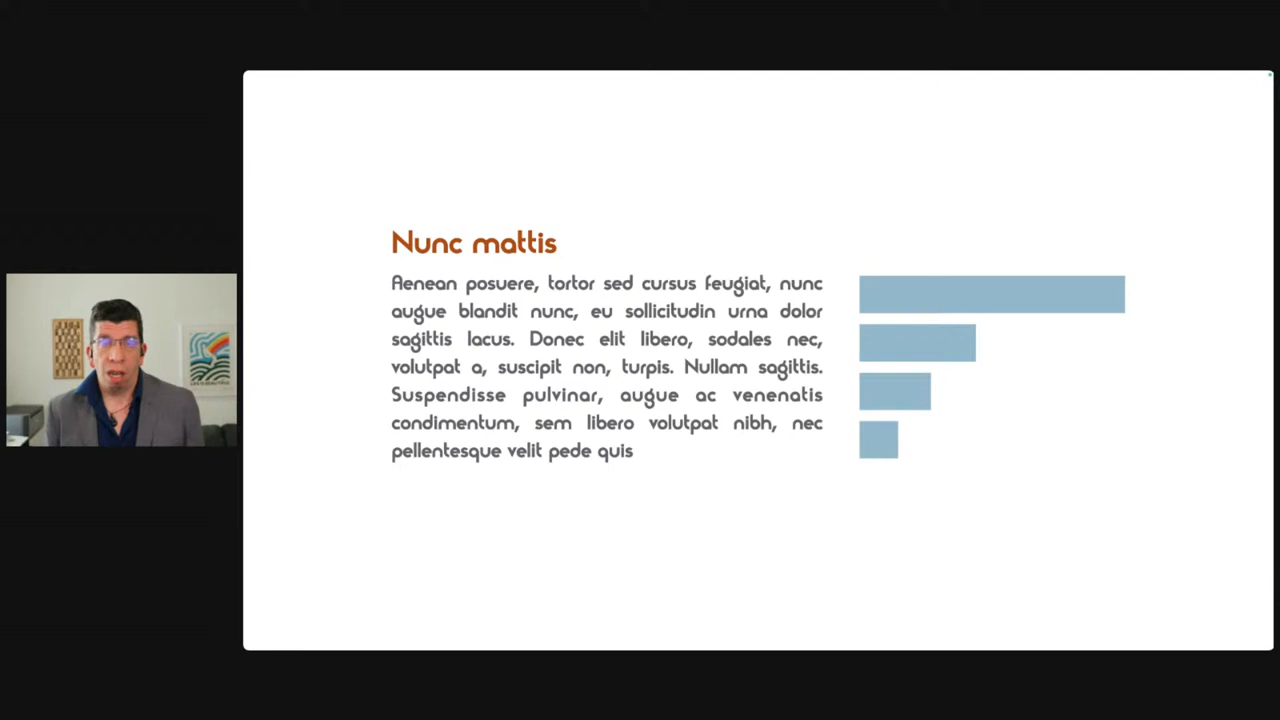 Nunc mattis
Aenean posuere, tortor sed cursus feugiat, nunc
augue blandit nunc, eu sollicitudin urna dolor
sagittis lacus. Donec elit libero, sodales nec,
volutpat a, suscipit non, turpis. Nullam sagittis.
Suspendisse pulvinar, augue ac venenatis
condimentum, sem libero volutpat nibh, nec
pellentesque velit pede quis